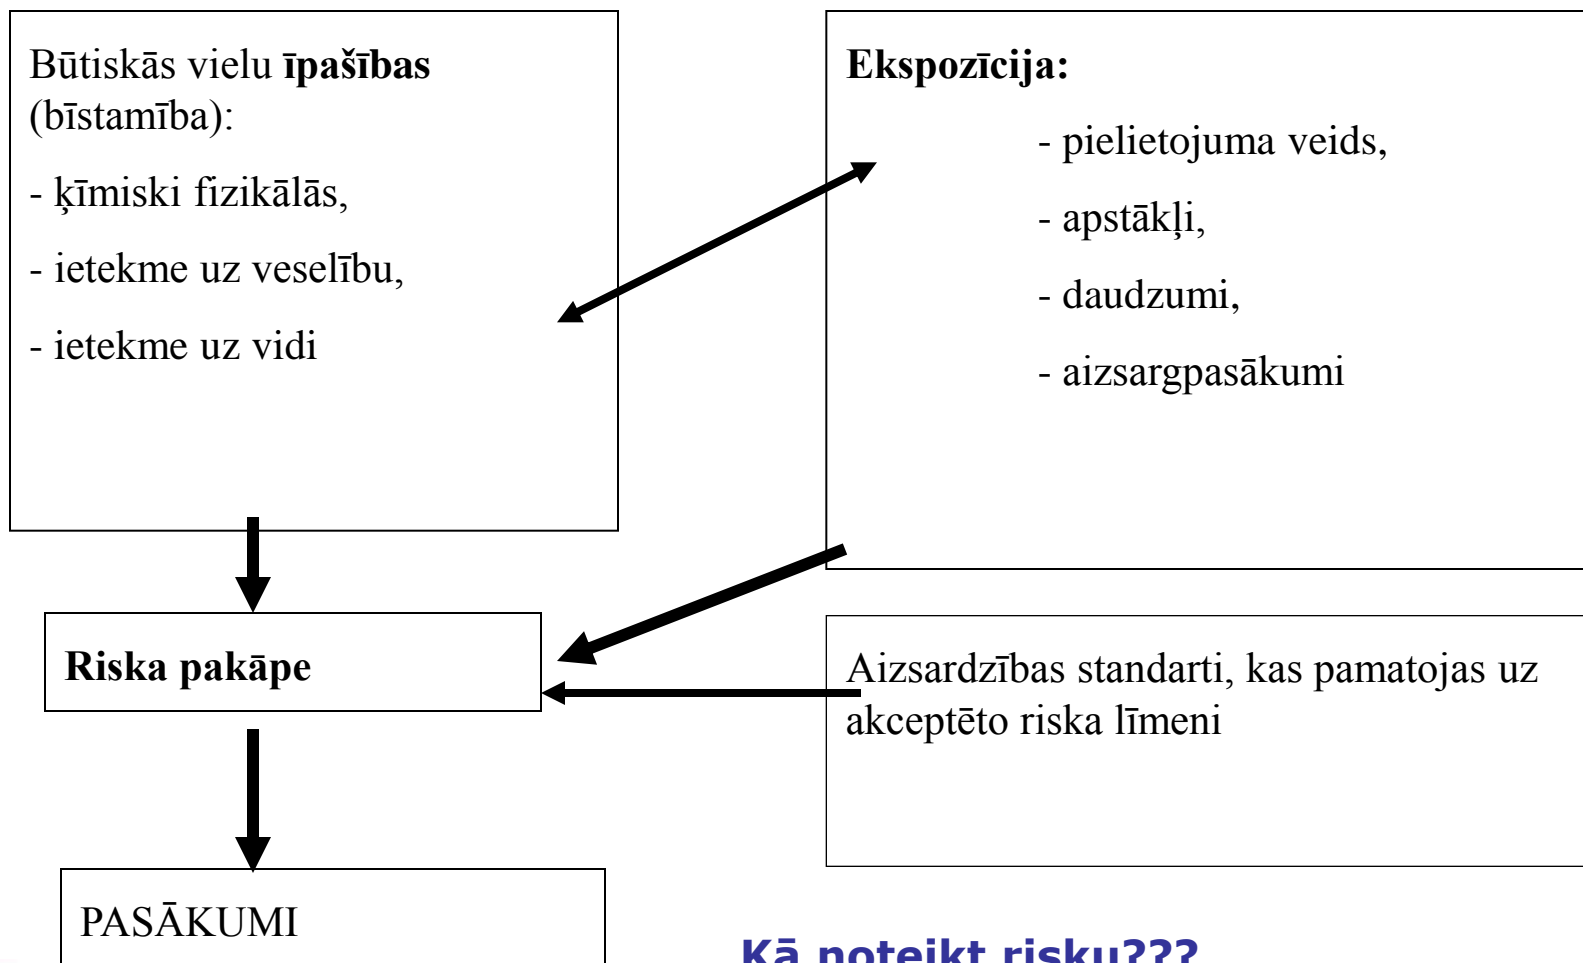 Būtiskās vielu īpašības
(bīstamība):
- ķīmiski fizikālās,
- ietekme uz veselību,
- ietekme uz vidi
Ekspozīcija:
- pielietojuma veids,
- apstākļi,
- daudzumi,
- aizsargpasākumi
Riska pakāpe
Aizsardzības standarti, kas pamatojas uz
akceptēto riska līmeni
PASĀKUMI
Kā noteikt risku???